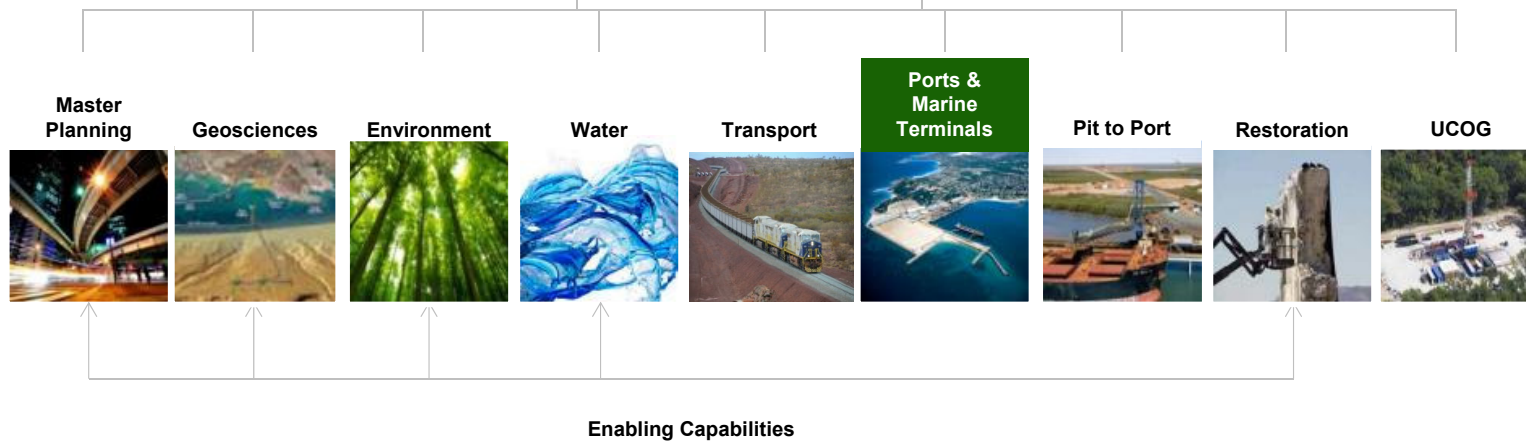 Master
Planning
Geosciences
Environment
Water
Transport
Ports &
Marine
Terminals
Pit to Port
Restoration
UCOG
Enabling Capabilities